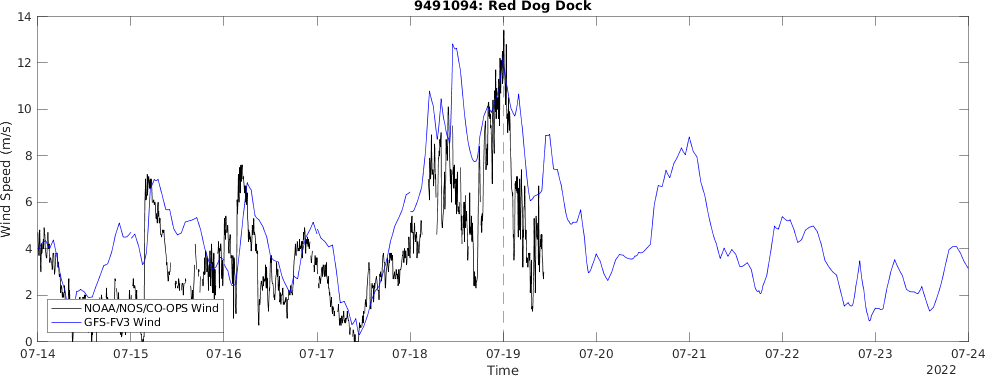 9491094: Red Dog Dock
Wind Speed (m/s)
14
12
10
8
6
4
2
0
NOAA/NOS/CO-OPS Wind
GFS-FV3 Wind
07-14 07-15 07-16 07-17 07-18 07-19 07-20 07-21 07-22 07-23 07-24
Time
2022